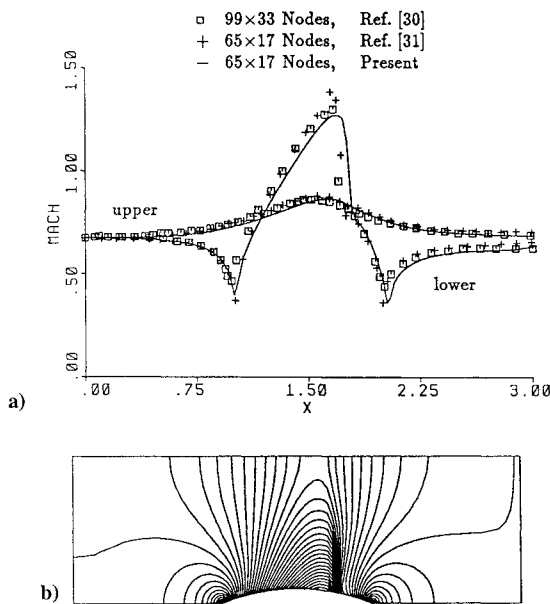 □ 99×33 Nodes, Ref. [30]
+ 65×17 Nodes, Ref. [31]
— 65×17 Nodes, Present
1.50
1.00
.50
.00
MACH
upper
lower
.00 .75 1.50 2.25 3.00
X
a)
b)